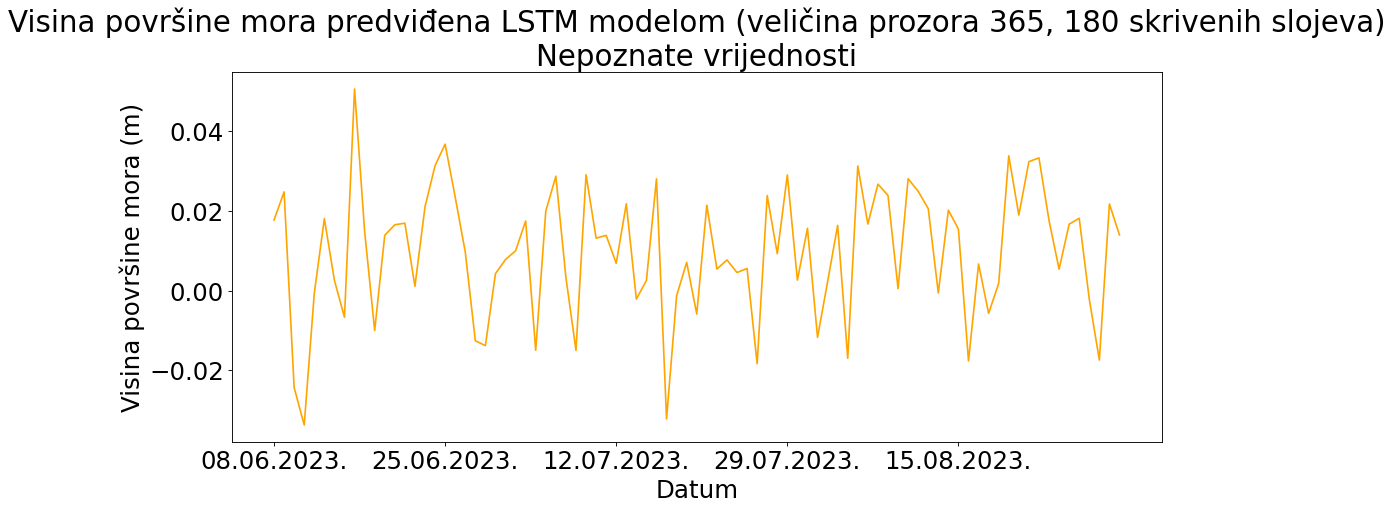 Visina površine mora predviđena LSTM modelom (veličina prozora 365, 180 skrivenih slojeva)
Nepoznate vrijednosti
Visina površine mora (m)
0.04
0.02
0.00
−0.02
08.06.2023. 25.06.2023. 12.07.2023. 29.07.2023. 15.08.2023.
Datum